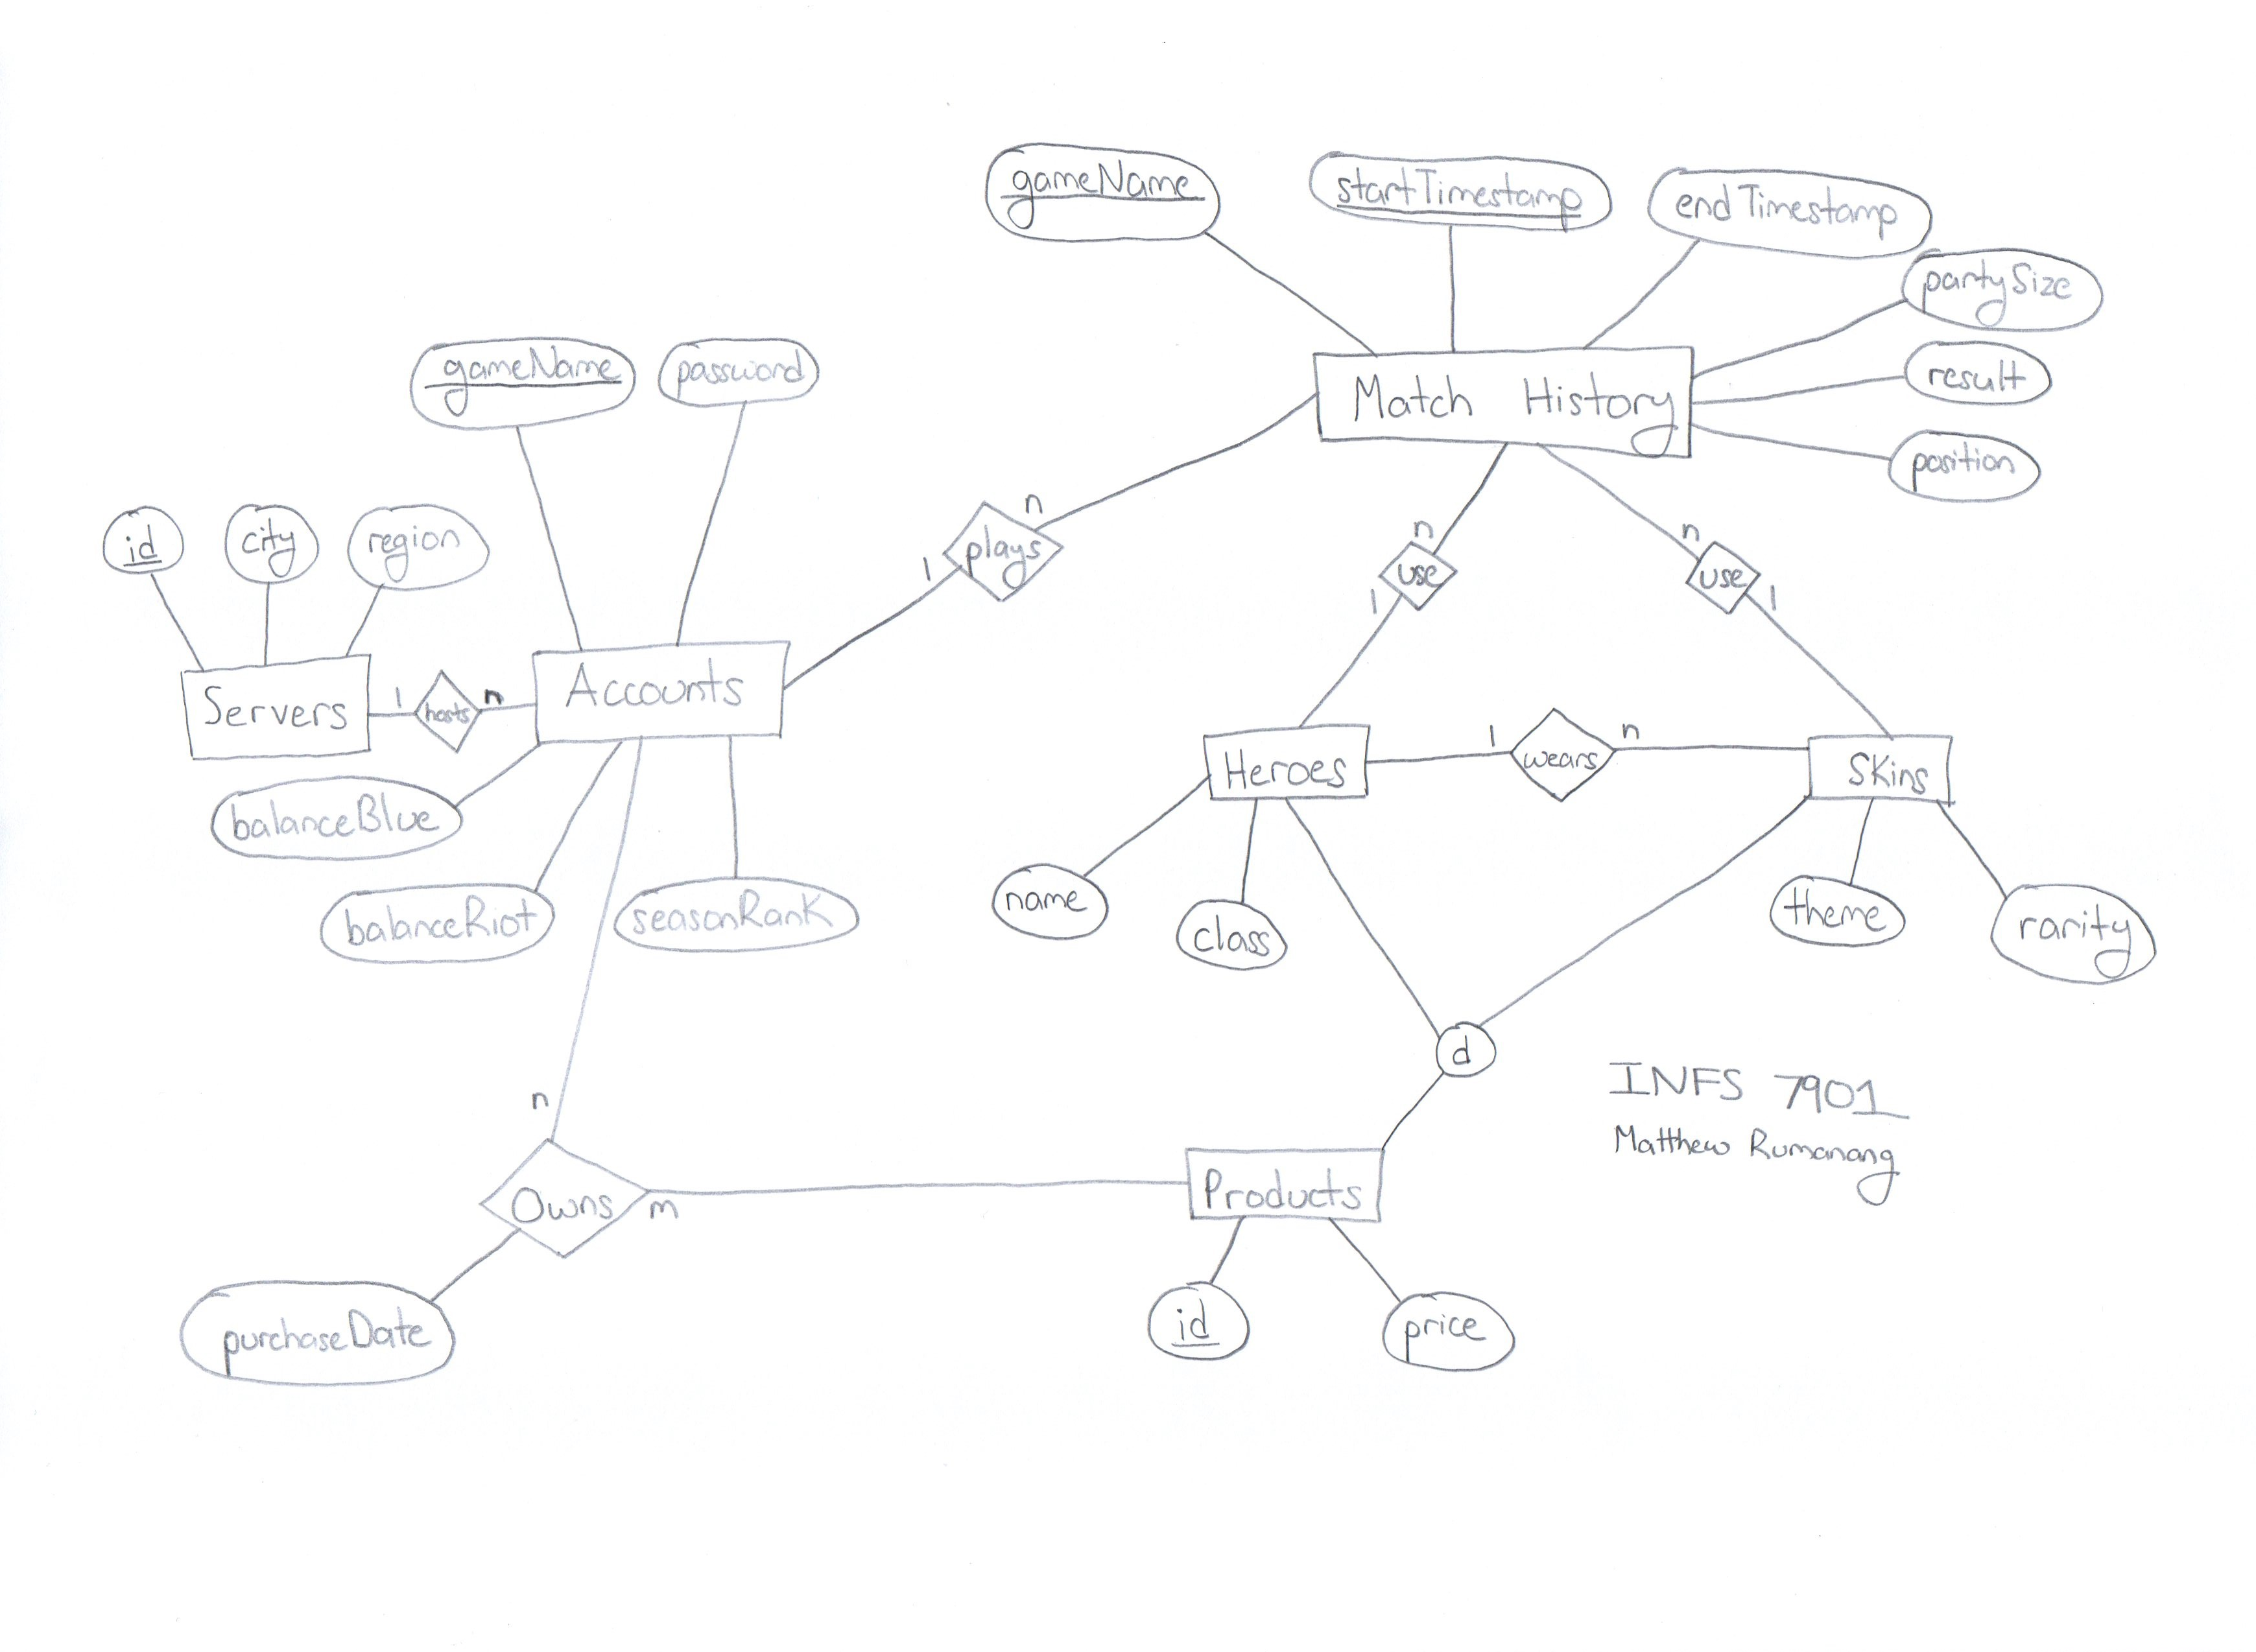 gameName
startTimestamp
endTimestamp
partySize
result
position
Match History
gameName
password
id
city
region
n
plays
1
n
use
1
n
use
1
Servers
1
hosts
n
Accounts
balanceBlue
balanceRiot
seasonRank
Heroes
1
wears
n
Skins
name
class
theme
rarity
d
n
Owns
m
Products
purchaseDate
id
price
INFS 7901
Matthew Rumanang